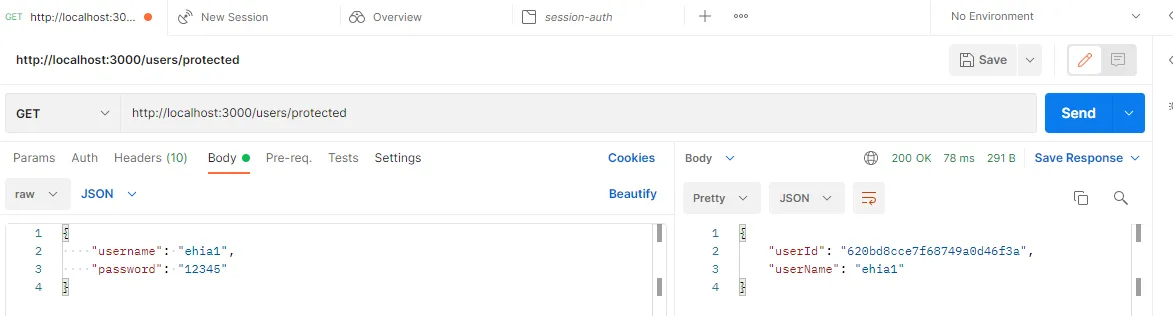 GET http://localhost:3000/us... New Session Overview session-auth No Environment
http://localhost:3000/users/protected Save
GET http://localhost:3000/users/protected Send
Params Auth Headers (10) Body Pre-req. Tests Settings Cookies Body 200 OK 78 ms 291 B Save Response
raw JSON Beautify Pretty JSON
1 { 1 {
2 "username": "ehia1", 2 "userId": "620bd8cce7f68749a0d46f3a",
3 "password": "12345" 3 "userName": "ehia1"
4 } 4 }